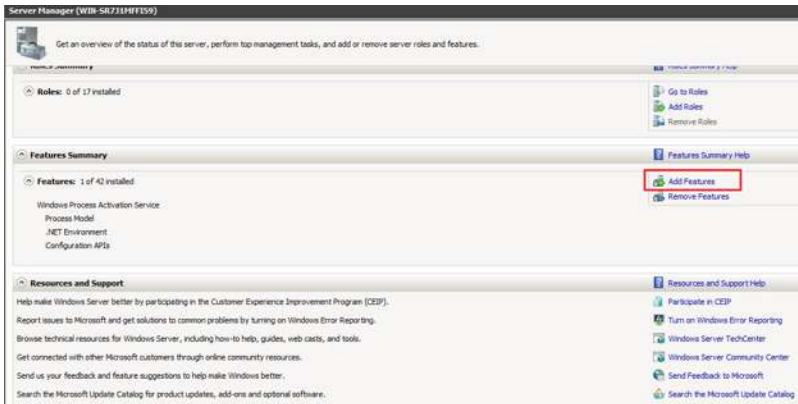 Server Manager (WIN-SR7J1MFFI59)
Get an overview of the status of this server, perform top management tasks, and add or remove server roles and features.
Roles Summary
Roles Summary Help
Roles: 0 of 17 installed
Go to Roles
Add Roles
Remove Roles
Features Summary
Features Summary Help
Features: 1 of 42 installed
Add Features
Remove Features
Windows Process Activation Service
Process Model
.NET Environment
Configuration APIs
Resources and Support
Resources and Support Help
Help make Windows Server better by participating in the Customer Experience Improvement Program (CEIP).
Participate in CEIP
Report issues to Microsoft and get solutions to common problems by turning on Windows Error Reporting.
Turn on Windows Error Reporting
Browse technical resources for Windows Server, including how-to help, guides, web casts, and tools.
Windows Server TechCenter
Get connected with other Microsoft customers through online community resources.
Windows Server Community Center
Send us your feedback and feature suggestions to help make Windows better.
Send Feedback to Microsoft
Search the Microsoft Update Catalog for product updates, add-ons and optional software.
Search the Microsoft Update Catalog